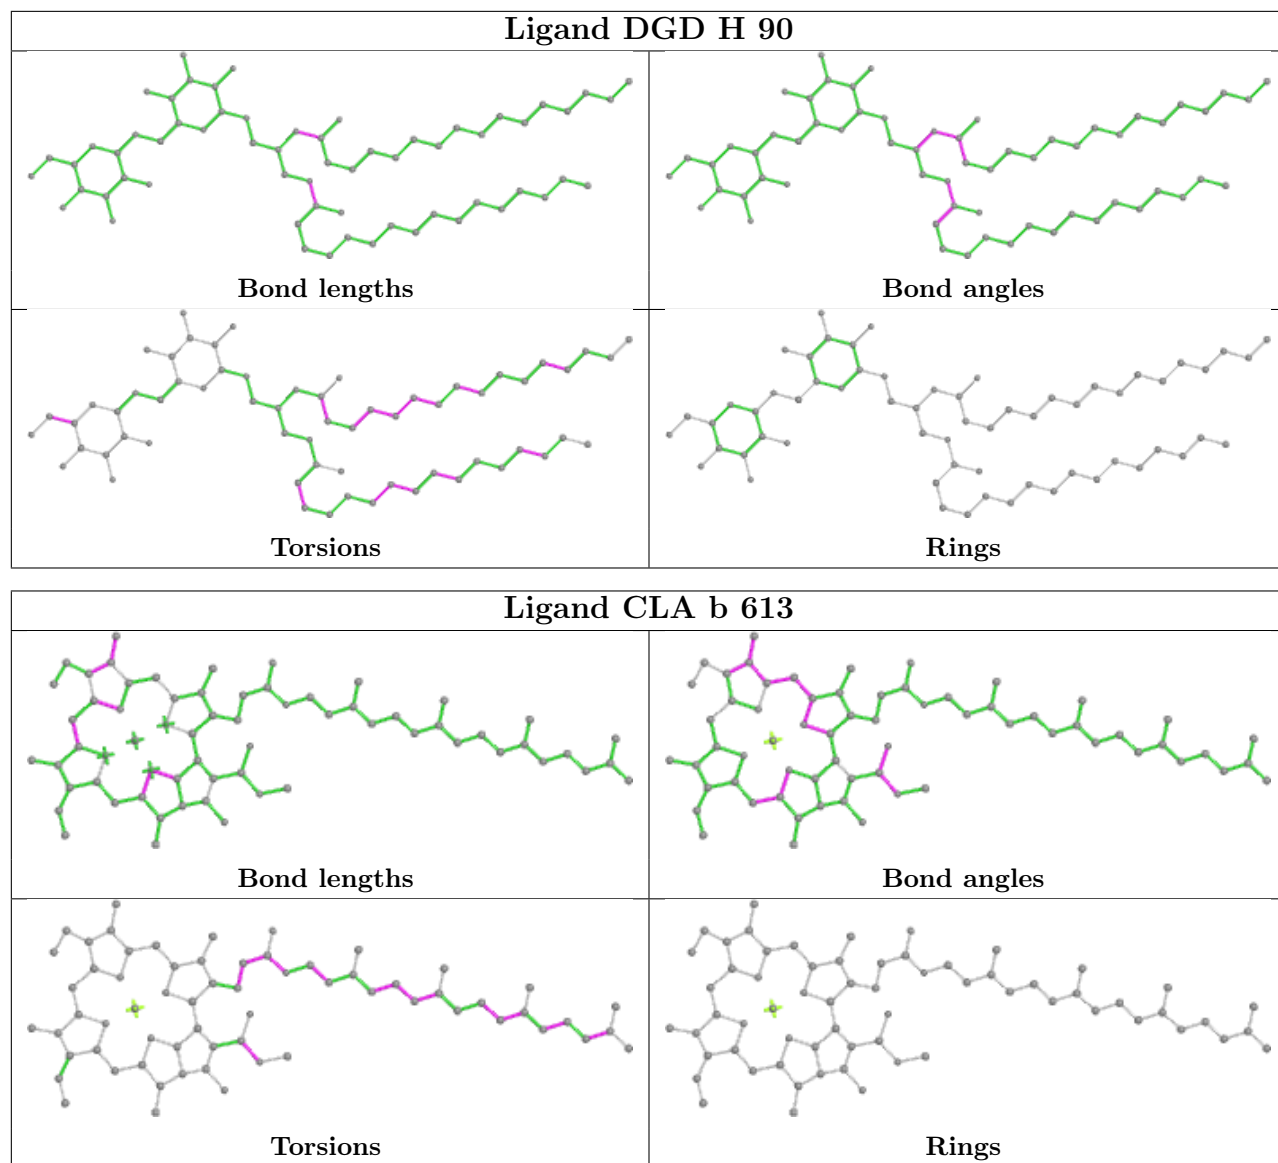 Ligand DGD H 90
Bond lengths
Bond angles
Torsions
Rings
Ligand CLA b 613
Bond lengths
Bond angles
Torsions
Rings